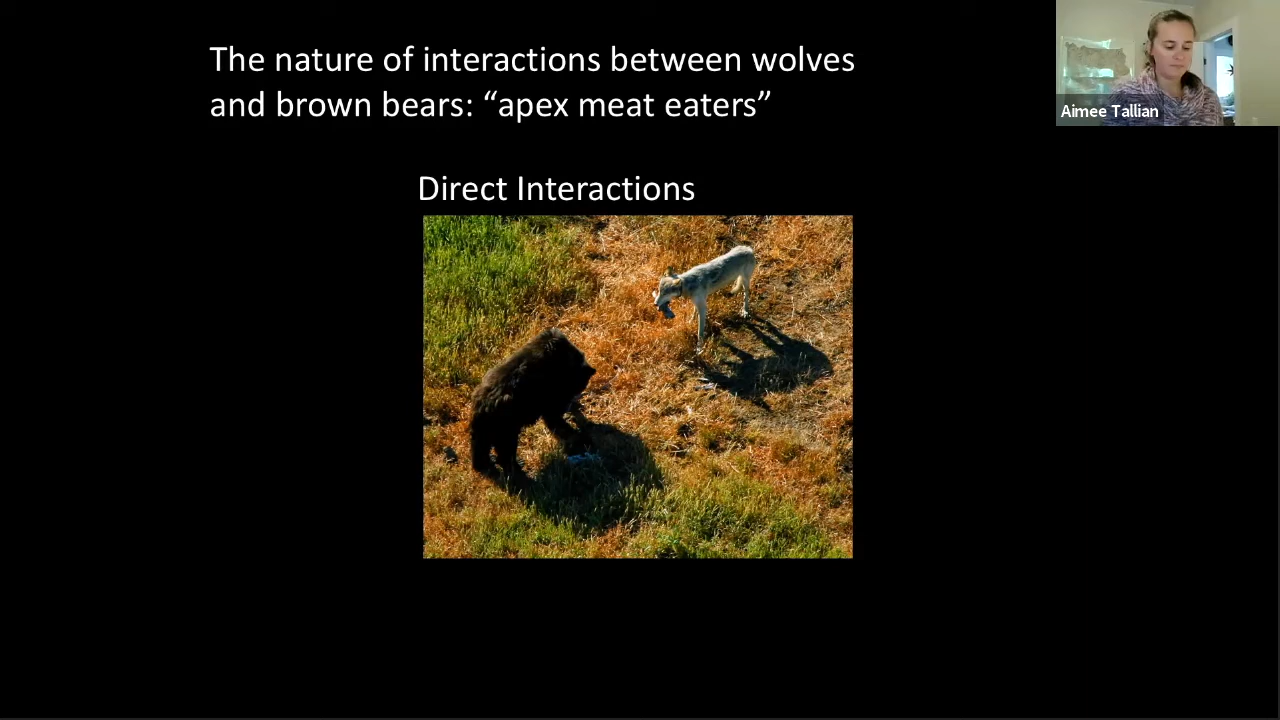 The nature of interactions between wolves
and brown bears: “apex meat eaters”
Aimee Tallian
Direct Interactions